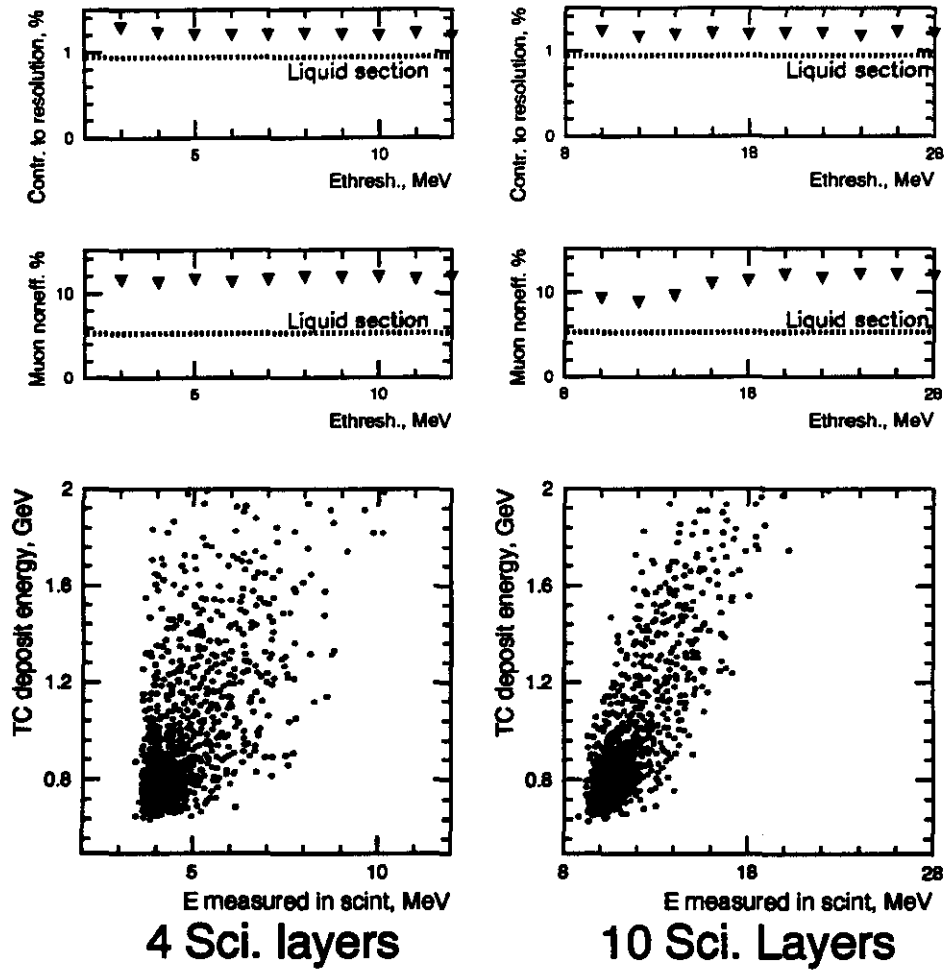 Contr. to resolution, %
1
0
Liquid section
5
10
Ethresh., MeV
Contr. to resolution, %
1
0
Liquid section
8
18
28
Ethresh., MeV
Muon noneff. %
10
0
Liquid section
5
10
Ethresh., MeV
Muon noneff. %
10
0
Liquid section
8
18
28
Ethresh., MeV
TC deposit energy, GeV
2
1.6
1.2
0.8
5
10
E measured in scint, MeV
4 Sci. layers
TC deposit energy, GeV
2
1.6
1.2
0.8
8
18
28
E measured in scint, MeV
10 Sci. Layers